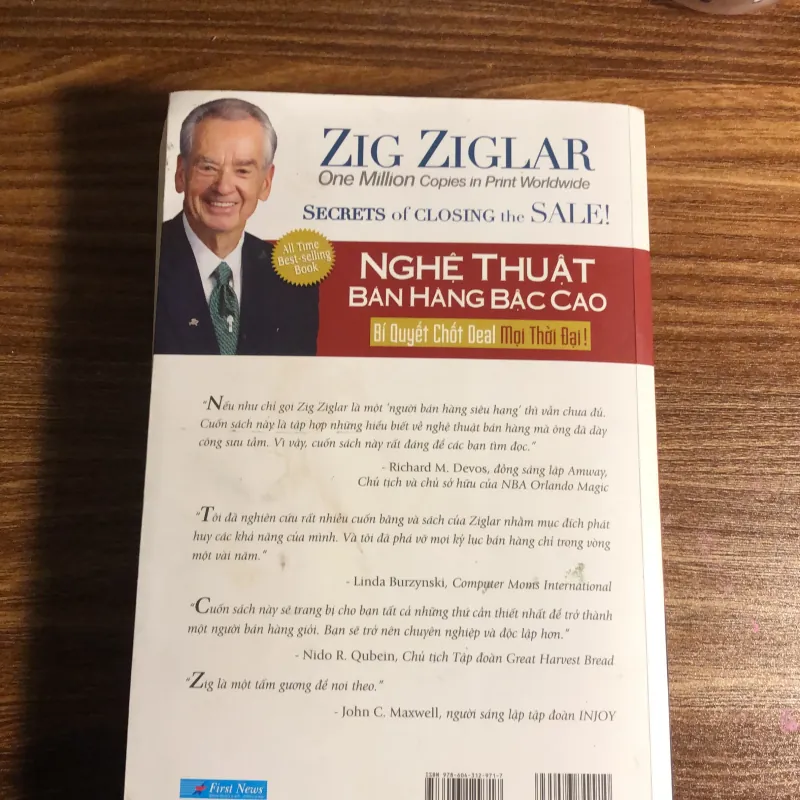 ZIG ZIGLAR
One Million Copies in Print Worldwide
SECRETS of CLOSING the SALE!
All Time
Best-selling
Book
NGHỆ THUẬT
BÁN HÀNG BẬC CAO
Bí Quyết Chốt Deal Mọi Thời Đại!
"Nếu như chỉ gọi Zig Ziglar là một 'người bán hàng siêu hạng' thì vẫn chưa đủ.
Cuốn sách này là tập hợp những hiểu biết về nghệ thuật bán hàng mà ông đã dày
công sưu tầm. Vì vậy, cuốn sách này rất đáng để các bạn tìm đọc."
- Richard M. Devos, đồng sáng lập Amway,
Chủ tịch và chủ sở hữu của NBA Orlando Magic
"Tôi đã nghiên cứu rất nhiều cuốn băng và sách của Ziglar nhằm mục đích phát
huy các khả năng của mình. Và tôi đã phá vỡ mọi kỷ lục bán hàng chỉ trong vòng
một vài năm."
- Linda Burzynski, Computer Moms International
"Cuốn sách này sẽ trang bị cho bạn tất cả những thứ cần thiết nhất để trở thành
một người bán hàng giỏi. Bạn sẽ trở nên chuyên nghiệp và độc lập hơn."
- Nido R. Qubein, Chủ tịch Tập đoàn Great Harvest Bread
"Zig là một tấm gương để noi theo."
- John C. Maxwell, người sáng lập tập đoàn INJOY
First News
ISBN 978-604-312-971-7